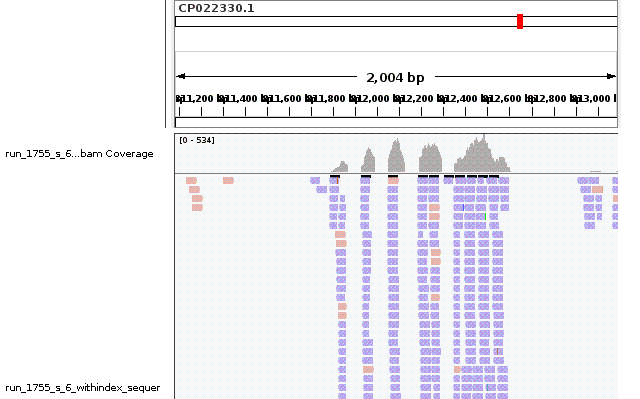 CP022330.1
2,004 bp
11,200 11,400 11,600 11,800 12,000 12,200 12,400 12,600 12,800 13,000
[0 - 534]
run_1755_s_6...bam Coverage
run_1755_s_6_withindex_sequer